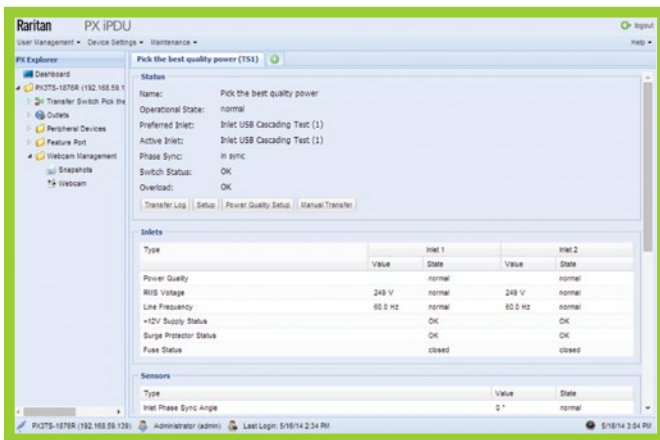 Raritan PX iPDU logout
User Management Device Settings Maintenance Help
PX Explorer
Dashboard
PX3TS-1876R (192.168.59.1
Transfer Switch Pick the
Outlets
Peripheral Devices
Feature Port
Webcam Management
Snapshots
Webcam
Pick the best quality power (TS1)
Status
Name: Pick the best quality power
Operational State: normal
Preferred Inlet: Inlet USB Cascading Test (1)
Active Inlet: Inlet USB Cascading Test (1)
Phase Sync: in sync
Switch Status: OK
Overload: OK
Transfer Log Setup Power Quality Setup Manual Transfer
Inlets
Type Inlet 1 Inlet 2
Value State Value State
Power Quality normal normal
RMS Voltage 249 V normal 249 V normal
Line Frequency 60.0 Hz normal 60.0 Hz normal
+12V Supply Status OK OK
Surge Protector Status OK OK
Fuse Status closed closed
Sensors
Type Value State
Inlet Phase Sync Angle 0 ° normal
PX3TS-1876R (192.168.59.139) Administrator (admin) Last Login: 5/16/14 2:34 PM 5/16/14 3:04 PM